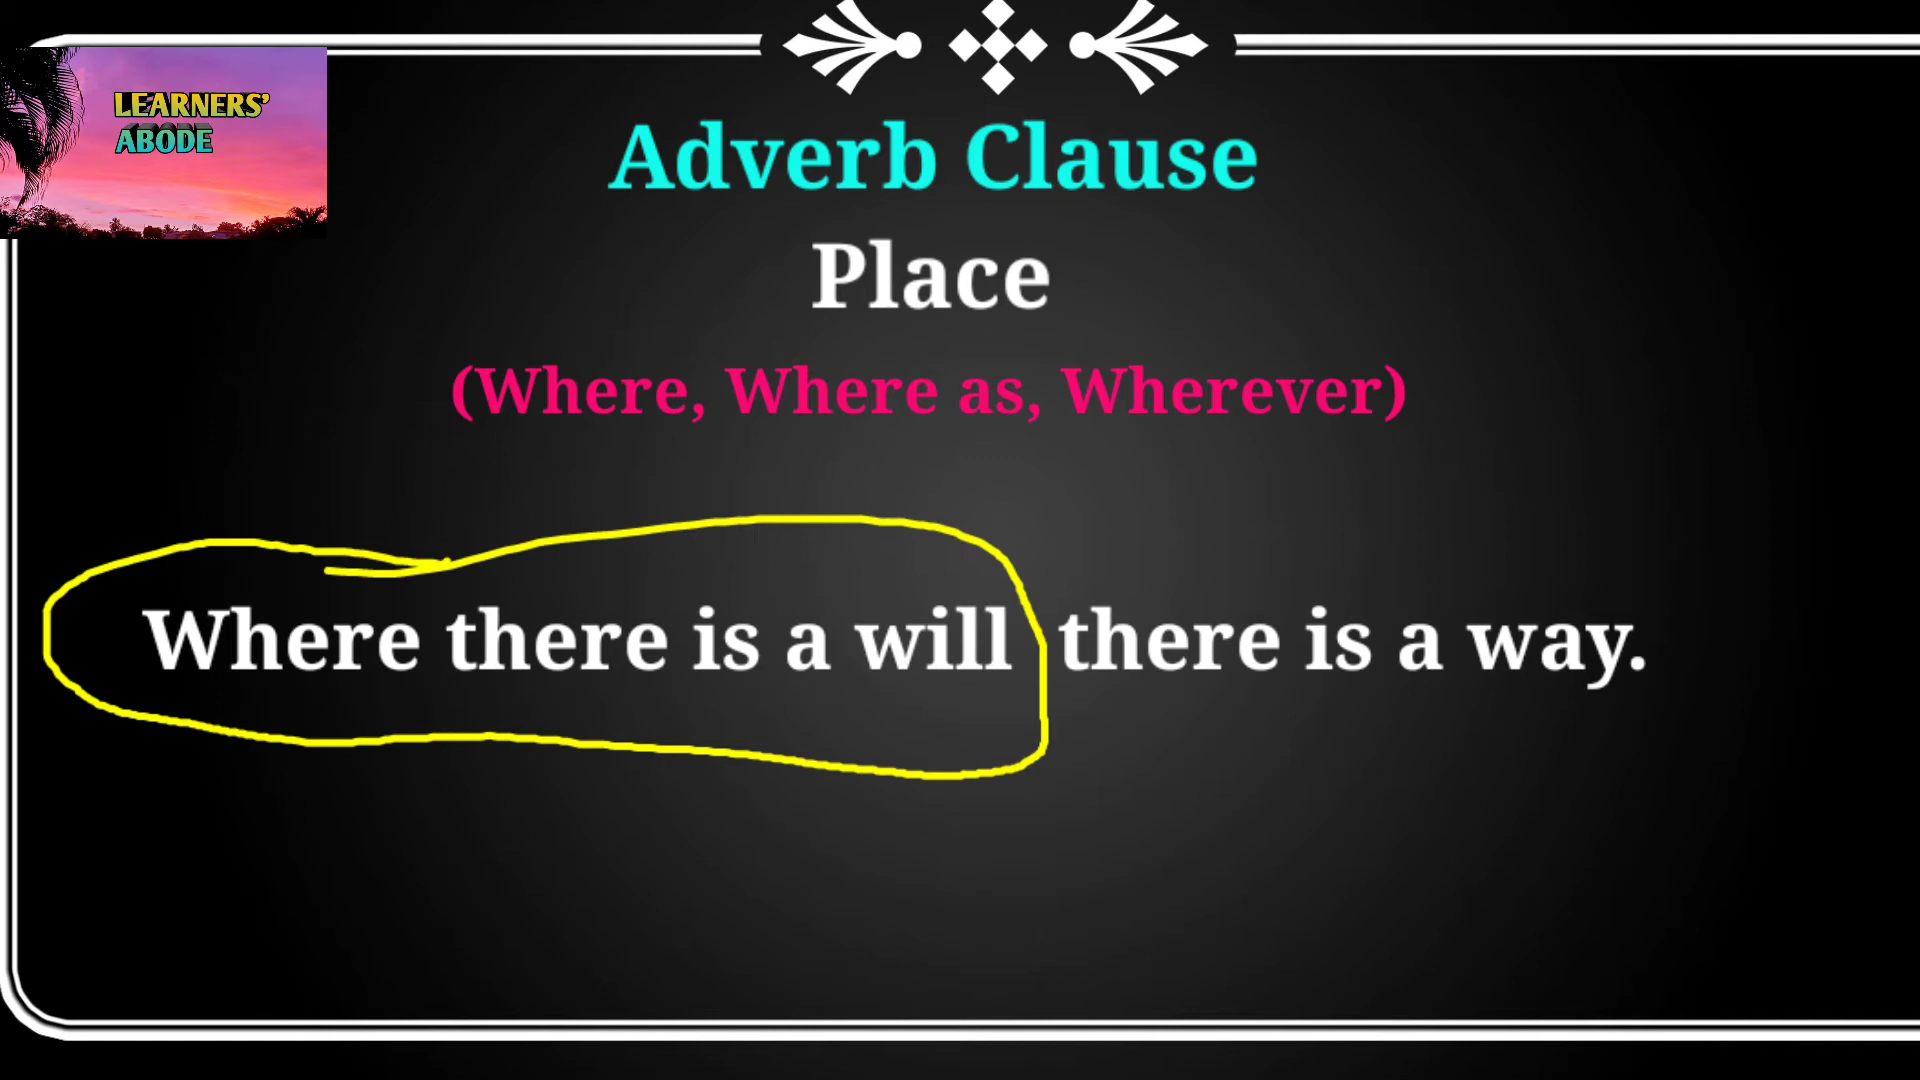 LEARNERS'
ABODE
Adverb Clause
Place
(Where, Where as, Wherever)
Where there is a will there is a way.